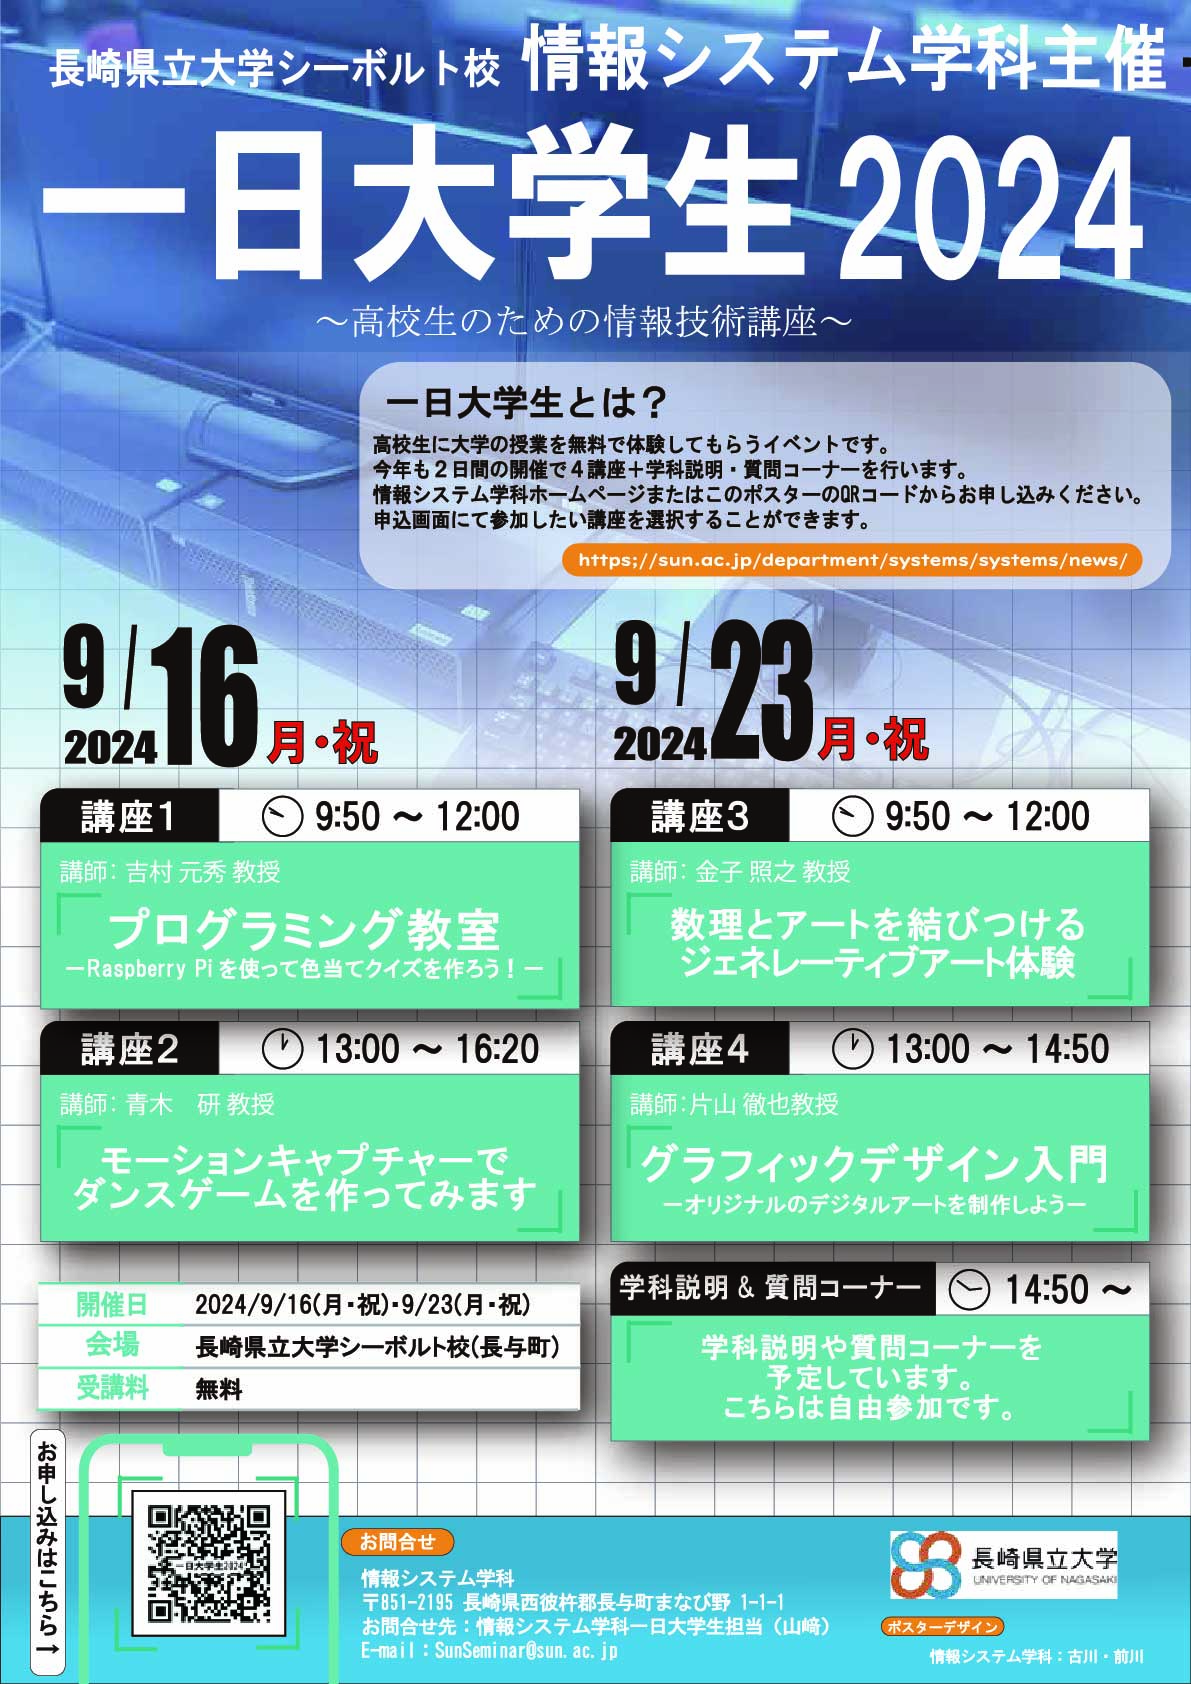 長崎県立大学シーボルト校 情報システム学科主催
一日大学生2024
～高校生のための情報技術講座～
一日大学生とは？
高校生に大学の授業を無料で体験してもらうイベントです。
今年も２日間の開催で４講座＋学科説明・質問コーナーを行います。
情報システム学科ホームページまたはこのポスターのQRコードからお申し込みください。
申込画面にて参加したい講座を選択することができます。
https;//sun.ac.jp/department/systems/systems/news/
9/16
2024 月・祝
講座1 9:50 ～ 12:00
講師: 吉村 元秀 教授
プログラミング教室
－Raspberry Pi を使って色当てクイズを作ろう！－
講座2 13:00 ～ 16:20
講師: 青木　研 教授
モーションキャプチャーで
ダンスゲームを作ってみます
9/23
2024 月・祝
講座3 9:50 ～ 12:00
講師: 金子 照之 教授
数理とアートを結びつける
ジェネレーティブアート体験
講座4 13:00 ～ 14:50
講師:片山 徹也教授
グラフィックデザイン入門
－オリジナルのデジタルアートを制作しよう－
学科説明 & 質問コーナー 14:50 ～
学科説明や質問コーナーを
予定しています。
こちらは自由参加です。
開催日 2024/9/16(月・祝)・9/23(月・祝)
会場 長崎県立大学シーボルト校(長与町)
受講料 無料
お申し込みはこちら→
一日大学生2024
お問合せ
情報システム学科
〒851-2195 長崎県西彼杵郡長与町まなび野 1-1-1
お問合せ先：情報システム学科一日大学生担当（山﨑）
E-mail：SunSeminar@sun.ac.jp
長崎県立大学
UNIVERSITY OF NAGASAKI
ポスターデザイン
情報システム学科：古川・前川